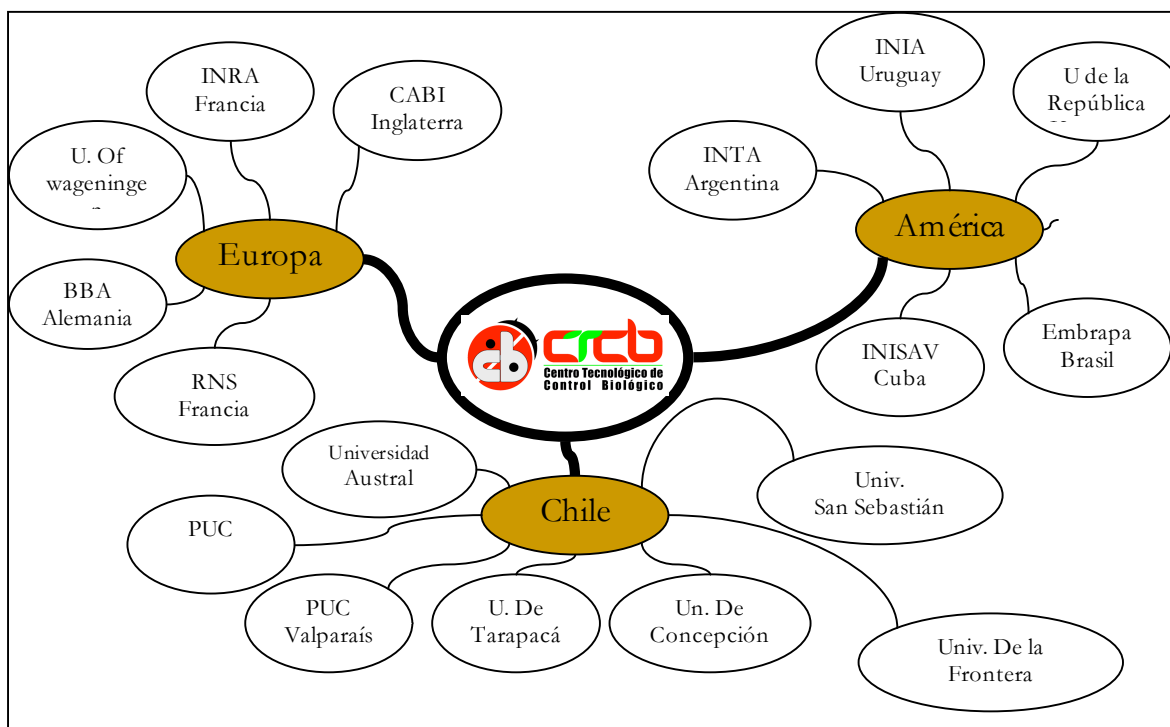 INRA
Francia
CABI
Inglaterra
U. Of
wageninge
Europa
BBA
Alemania
RNS
Francia
INIA
Uruguay
U de la
República
INTA
Argentina
América
INISAV
Cuba
Embrapa
Brasil
cb
ctcb
Centro Tecnológico de
Control Biológico
Universidad
Austral
PUC
Chile
Univ.
San Sebastián
PUC
Valparaís
U. De
Tarapacá
Un. De
Concepción
Univ. De la
Frontera